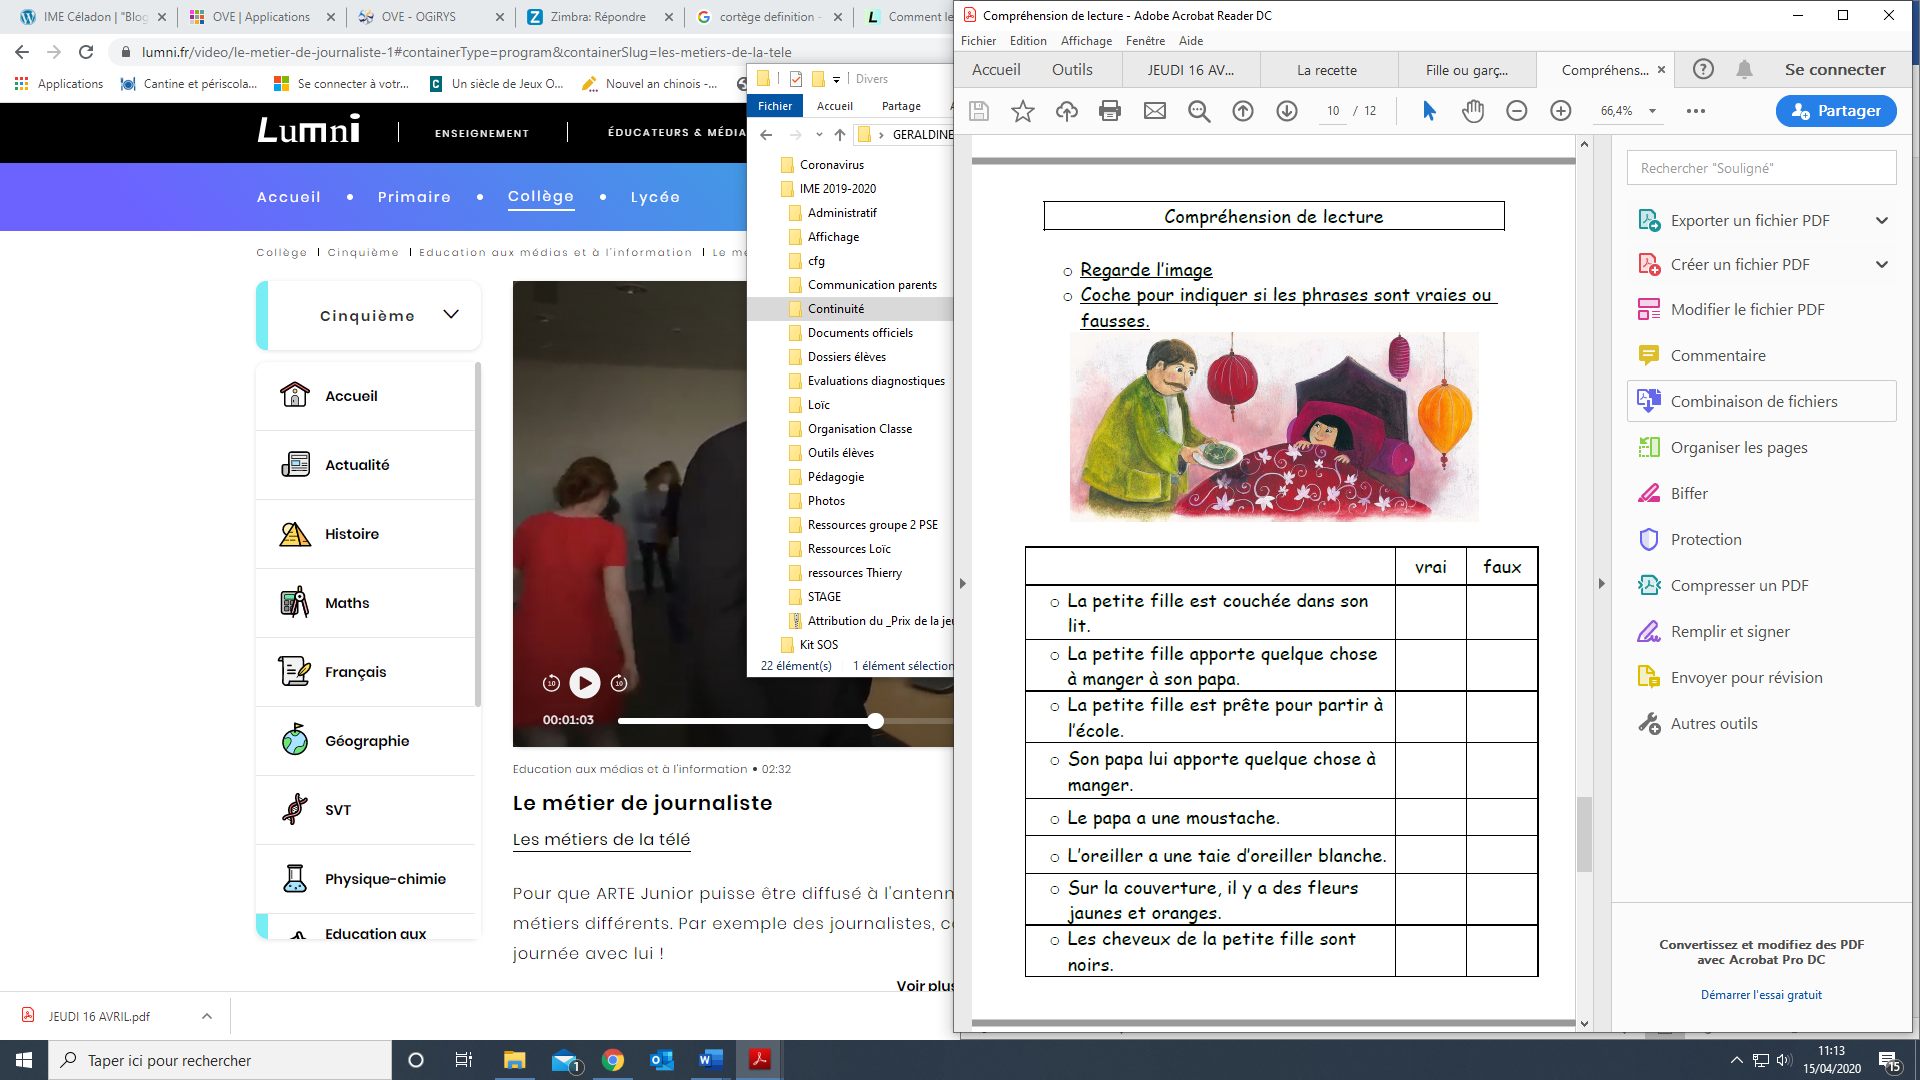 IME Céladon | "Blog
OVE | Applications
OVE - OGiRYS
Zimbra: Répondre
cortège definition -
Comment le
lumni.fr/video/le-metier-de-journaliste-1#containerType=program&containerSlug=les-metiers-de-la-tele
Applications
Cantine et périscola...
Se connecter à votr...
Un siècle de Jeux O...
Nouvel an chinois -...
Lumni
ENSEIGNEMENT
ÉDUCATEURS & MÉDIA
Accueil • Primaire • Collège • Lycée
Collège | Cinquième | Education aux médias et à l'information | Le mé
Cinquième
Accueil
Actualité
Histoire
Maths
Français
Géographie
SVT
Physique-chimie
Education aux
10
10
00:01:03
Education aux médias et à l'information • 02:32
Le métier de journaliste
Les métiers de la télé
Pour que ARTE Junior puisse être diffusé à l'antenn
métiers différents. Par exemple des journalistes, c
journée avec lui !
Voir plus
Divers
Fichier
Accueil
Partage
GERALDINE
Coronavirus
IME 2019-2020
Administratif
Affichage
cfg
Communication parents
Continuité
Documents officiels
Dossiers élèves
Evaluations diagnostiques
Loïc
Organisation Classe
Outils élèves
Pédagogie
Photos
Ressources groupe 2 PSE
Ressources Loïc
ressources Thierry
STAGE
Attribution du _Prix de la jeu
Kit SOS
22 élément(s)
1 élément sélection
Compréhension de lecture - Adobe Acrobat Reader DC
Fichier Edition Affichage Fenêtre Aide
Accueil
Outils
JEUDI 16 AV...
La recette
Fille ou garç...
Compréhens...
Se connecter
10 / 12
66,4%
Partager
Compréhension de lecture
Regarde l'image
Coche pour indiquer si les phrases sont vraies ou
fausses.
vrai
faux
La petite fille est couchée dans son
lit.
La petite fille apporte quelque chose
à manger à son papa.
La petite fille est prête pour partir à
l'école.
Son papa lui apporte quelque chose à
manger.
Le papa a une moustache.
L'oreiller a une taie d'oreiller blanche.
Sur la couverture, il y a des fleurs
jaunes et oranges.
Les cheveux de la petite fille sont
noirs.
Rechercher "Souligné"
Exporter un fichier PDF
Créer un fichier PDF
Modifier le fichier PDF
Commentaire
Combinaison de fichiers
Organiser les pages
Biffer
Protection
Compresser un PDF
Remplir et signer
Envoyer pour révision
Autres outils
Convertissez et modifiez des PDF
avec Acrobat Pro DC
Démarrer l'essai gratuit
JEUDI 16 AVRIL.pdf
Taper ici pour rechercher
1
11:13
15/04/2020
15